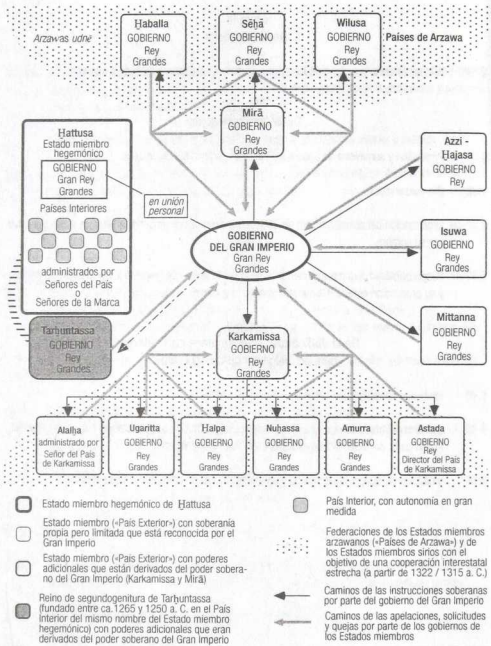 Arzawas udnē
Ḫaballa
GOBIERNO
Rey
Grandes
Sēḫā
GOBIERNO
Rey
Grandes
Wilusa
GOBIERNO
Rey
Grandes
Países de Arzawa
Mirā
GOBIERNO
Rey
Grandes
Ḫattusa
Estado miembro
hegemónico
GOBIERNO
Gran Rey
Grandes
Países Interiores
administrados por
Señores del País
o
Señores de la Marca
en unión
personal
GOBIERNO
DEL GRAN IMPERIO
Gran Rey
Grandes
Azzi -
Ḫajasa
GOBIERNO
Rey
Isuwa
GOBIERNO
Rey
Grandes
Mittanna
GOBIERNO
Rey
Grandes
Tarḫuntassa
GOBIERNO
Rey
Grandes
Karkamissa
GOBIERNO
Rey
Grandes
Alalḫa
administrado por
Señor del País
de Karkamissa
Ugaritta
GOBIERNO
Rey
Grandes
Ḫalpa
GOBIERNO
Rey
Grandes
Nuḫassa
GOBIERNO
Rey
Grandes
Amurra
GOBIERNO
Rey
Grandes
Astada
GOBIERNO
Rey
Director del País
de Karkamissa
Estado miembro hegemónico de Ḫattusa
Estado miembro («País Exterior») con soberanía
propia pero limitada que está reconocida por el
Gran Imperio
Estado miembro («País Exterior») con poderes
adicionales que están derivados del poder sobera-
no del Gran Imperio (Karkamissa y Mirā)
Reino de segundogenitura de Tarḫuntassa
(fundado entre ca.1265 y 1250 a. C. en el País
Interior del mismo nombre del Estado miembro
hegemónico) con poderes adicionales que eran
derivados del poder soberano del Gran Imperio
País Interior, con autonomía en gran
medida
Federaciones de los Estados miembros
arzawanos («Países de Arzawa») y de
los Estados miembros sirios con el
objetivo de una cooperación interestatal
estrecha (a partir de 1322 / 1315 a. C.)
Caminos de las instrucciones soberanas
por parte del gobierno del Gran Imperio
Caminos de las apelaciones, solicitudes
y quejas por parte de los gobiernos de
los Estados miembros